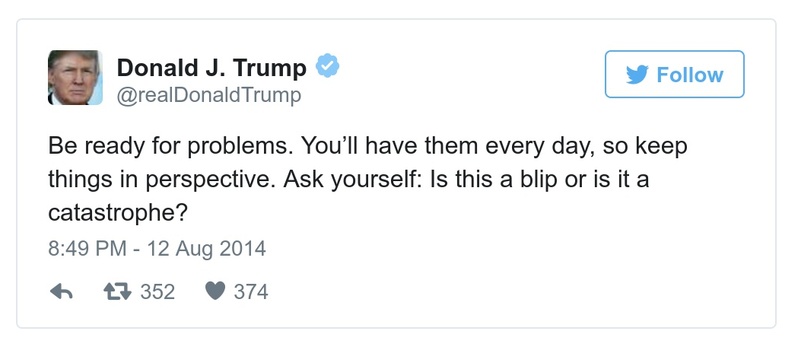 Donald J. Trump
@realDonaldTrump
Follow
Be ready for problems. You’ll have them every day, so keep
things in perspective. Ask yourself: Is this a blip or is it a
catastrophe?
8:49 PM - 12 Aug 2014
352 374